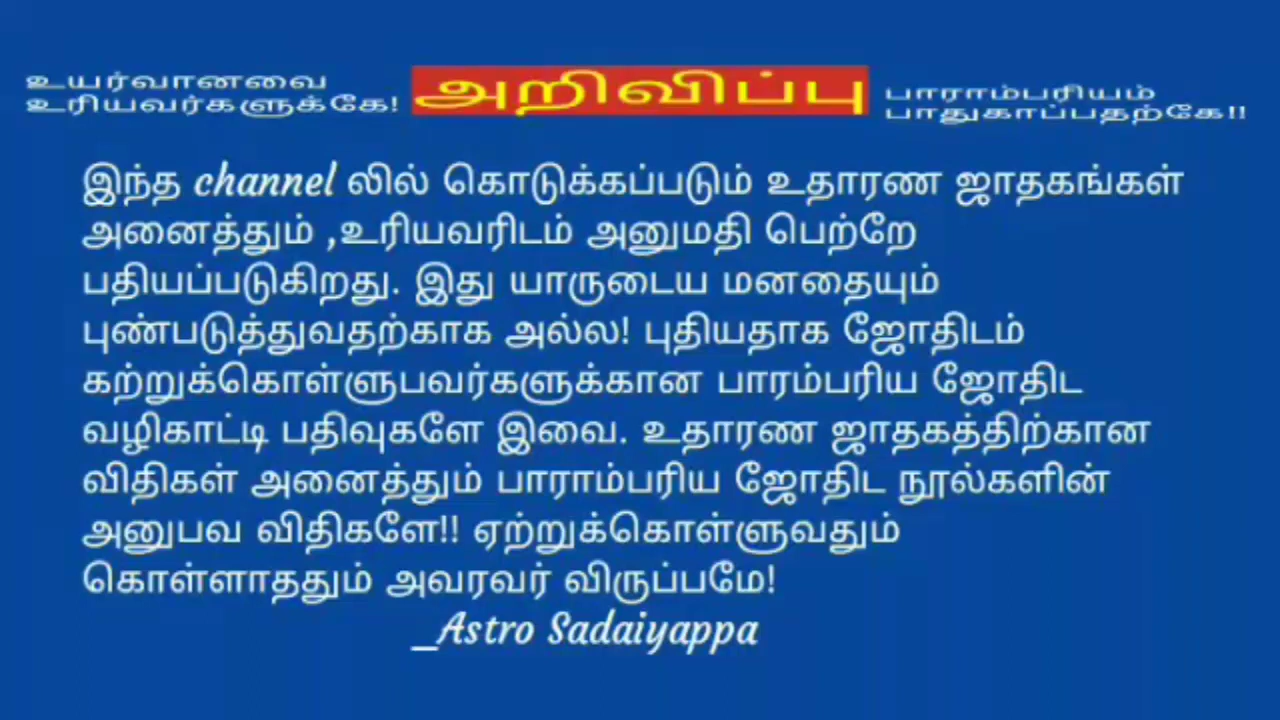 உயர்வானவை
உரியவர்களுக்கே!
அறிவிப்பு
பாராம்பரியம்
பாதுகாப்பதற்கே!!
இந்த channel லில் கொடுக்கப்படும் உதாரண ஜாதகங்கள்
அனைத்தும் ,உரியவரிடம் அனுமதி பெற்றே
பதியப்படுகிறது. இது யாருடைய மனதையும்
புண்படுத்துவதற்காக அல்ல! புதியதாக ஜோதிடம்
கற்றுக்கொள்ளுபவர்களுக்கான பாரம்பரிய ஜோதிட
வழிகாட்டி பதிவுகளே இவை. உதாரண ஜாதகத்திற்கான
விதிகள் அனைத்தும் பாராம்பரிய ஜோதிட நூல்களின்
அனுபவ விதிகளே!! ஏற்றுக்கொள்ளுவதும்
கொள்ளாததும் அவரவர் விருப்பமே!
_Astro Sadaiyappa